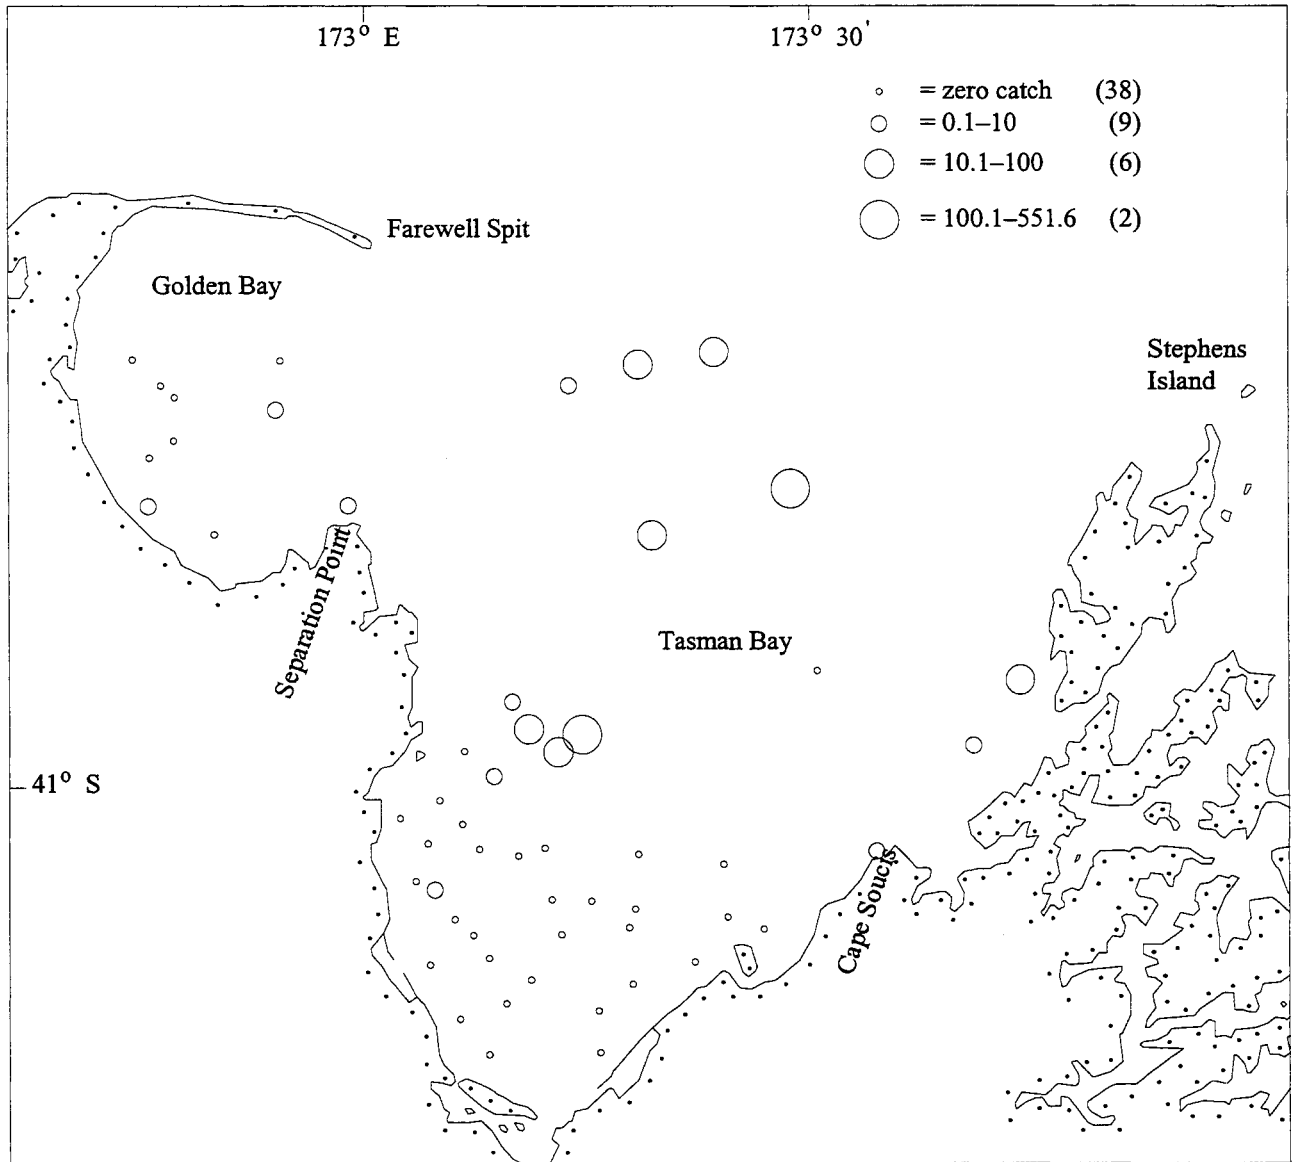 173° E
173° 30'
= zero catch (38)
= 0.1–10 (9)
= 10.1–100 (6)
= 100.1–551.6 (2)
Farewell Spit
Golden Bay
Stephens
Island
Separation Point
Tasman Bay
41° S
Cape Soucis